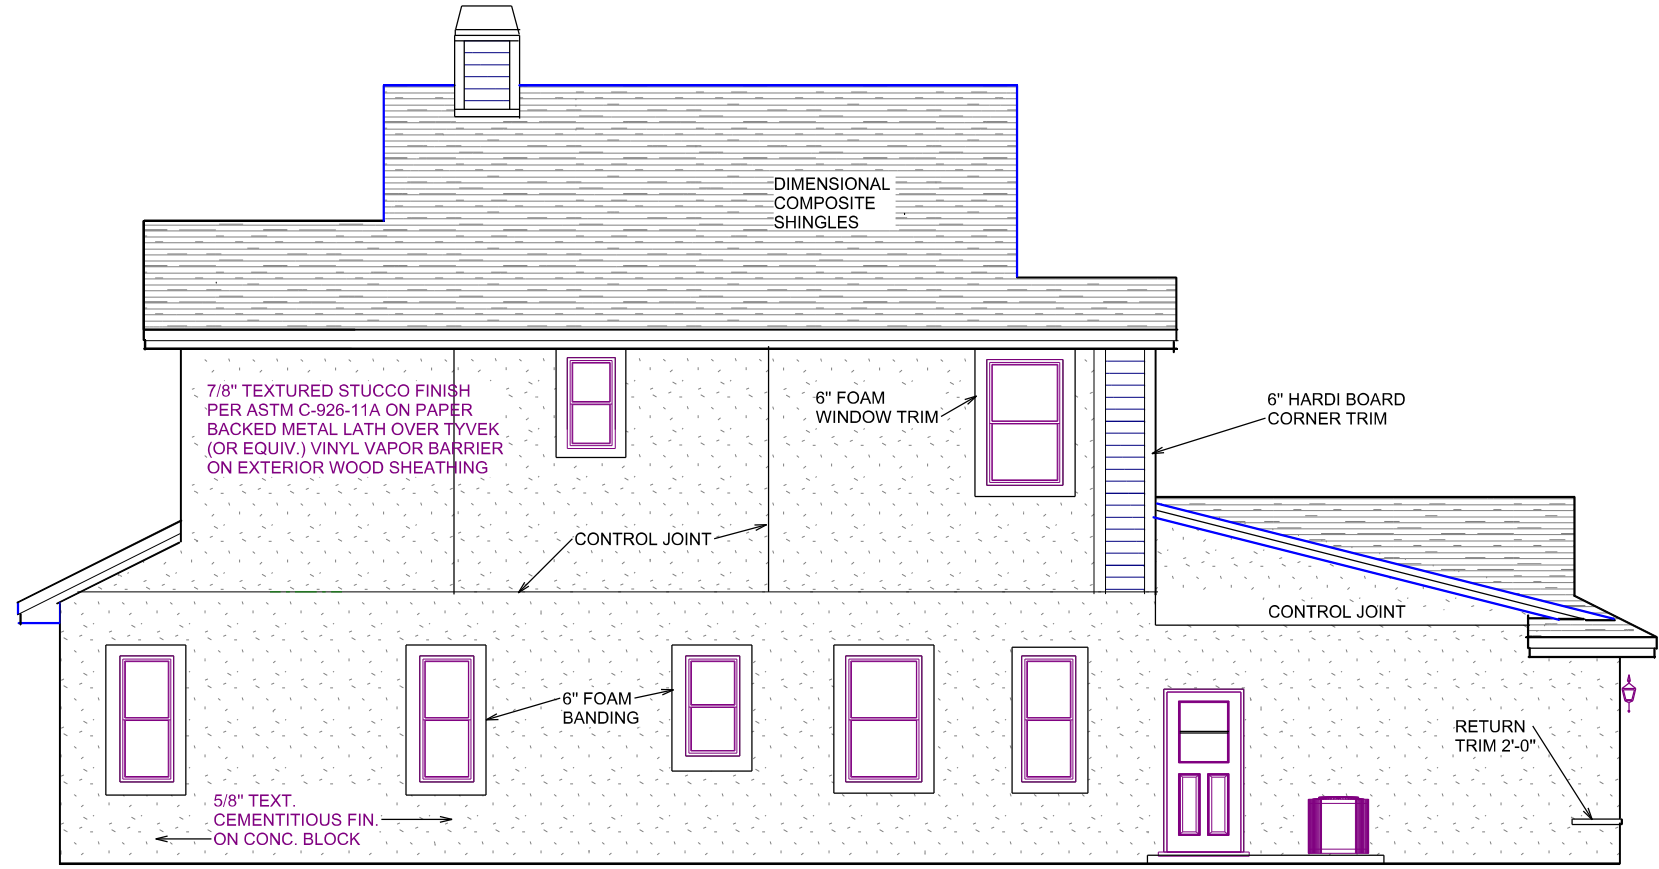 DIMENSIONAL
COMPOSITE
SHINGLES
7/8" TEXTURED STUCCO FINISH
PER ASTM C-926-11A ON PAPER
BACKED METAL LATH OVER TYVEK
(OR EQUIV.) VINYL VAPOR BARRIER
ON EXTERIOR WOOD SHEATHING
6" FOAM
WINDOW TRIM
6" HARDI BOARD
CORNER TRIM
CONTROL JOINT
CONTROL JOINT
6" FOAM
BANDING
RETURN
TRIM 2'-0"
5/8" TEXT.
CEMENTITIOUS FIN.
ON CONC. BLOCK